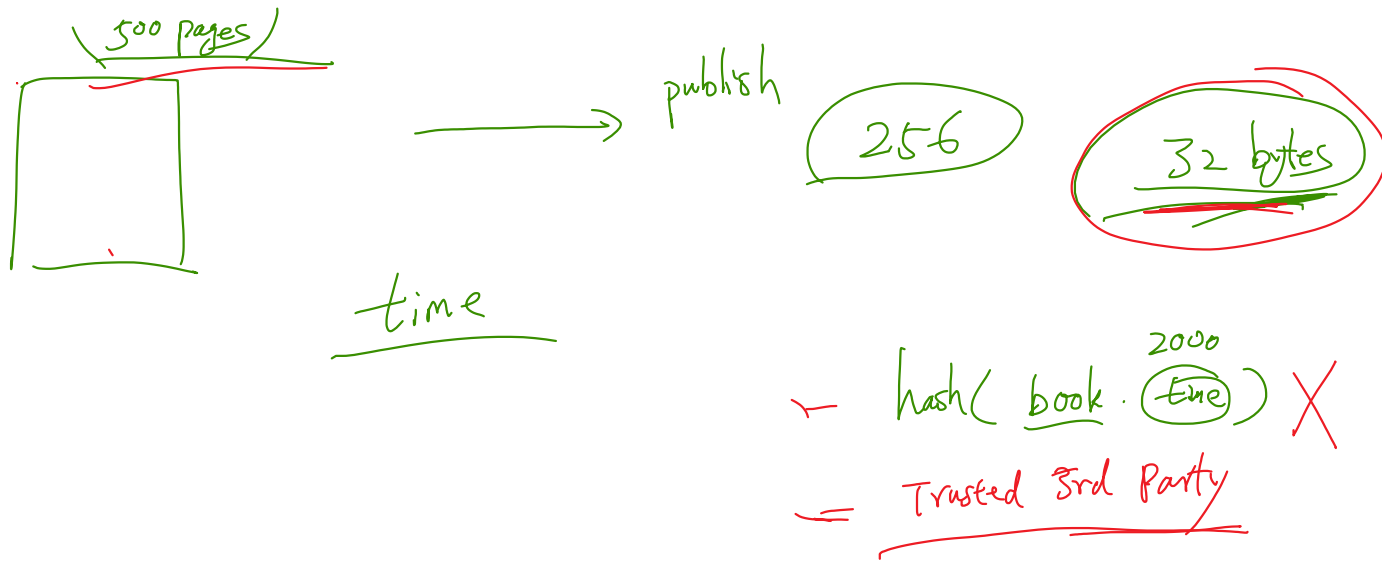 (500 pages)
publish
256
32 bytes
time
2000
- hash( book . time )
= Trusted 3rd Party